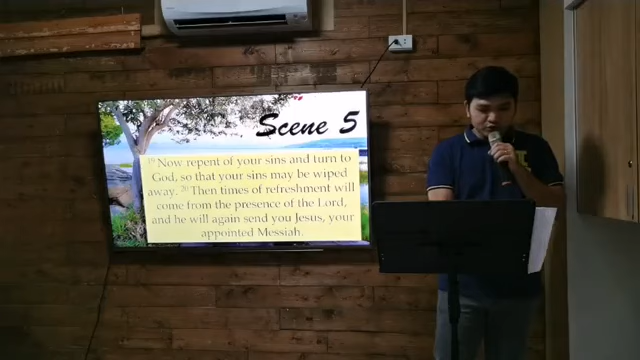 Scene 5
19 Now repent of your sins and turn to
God, so that your sins may be wiped
away. 20 Then times of refreshment will
come from the presence of the Lord,
and he will again send you Jesus, your
appointed Messiah.